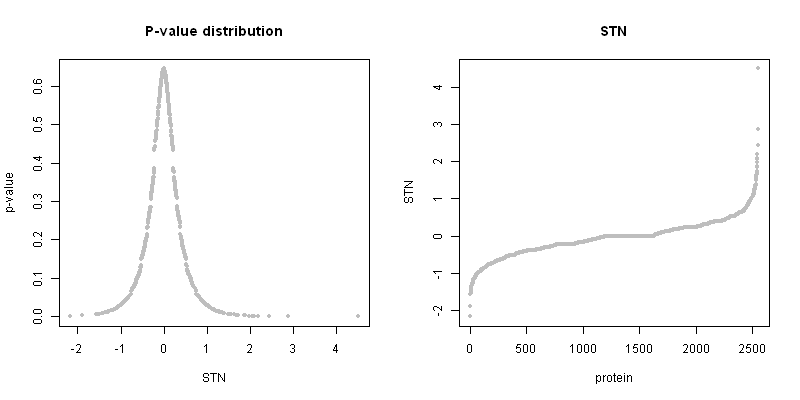 P-value distribution
p-value
0.6
0.5
0.4
0.3
0.2
0.1
0.0
-2 -1 0 1 2 3 4
STN
STN
STN
4
3
2
1
0
-1
-2
0 500 1000 1500 2000 2500
protein